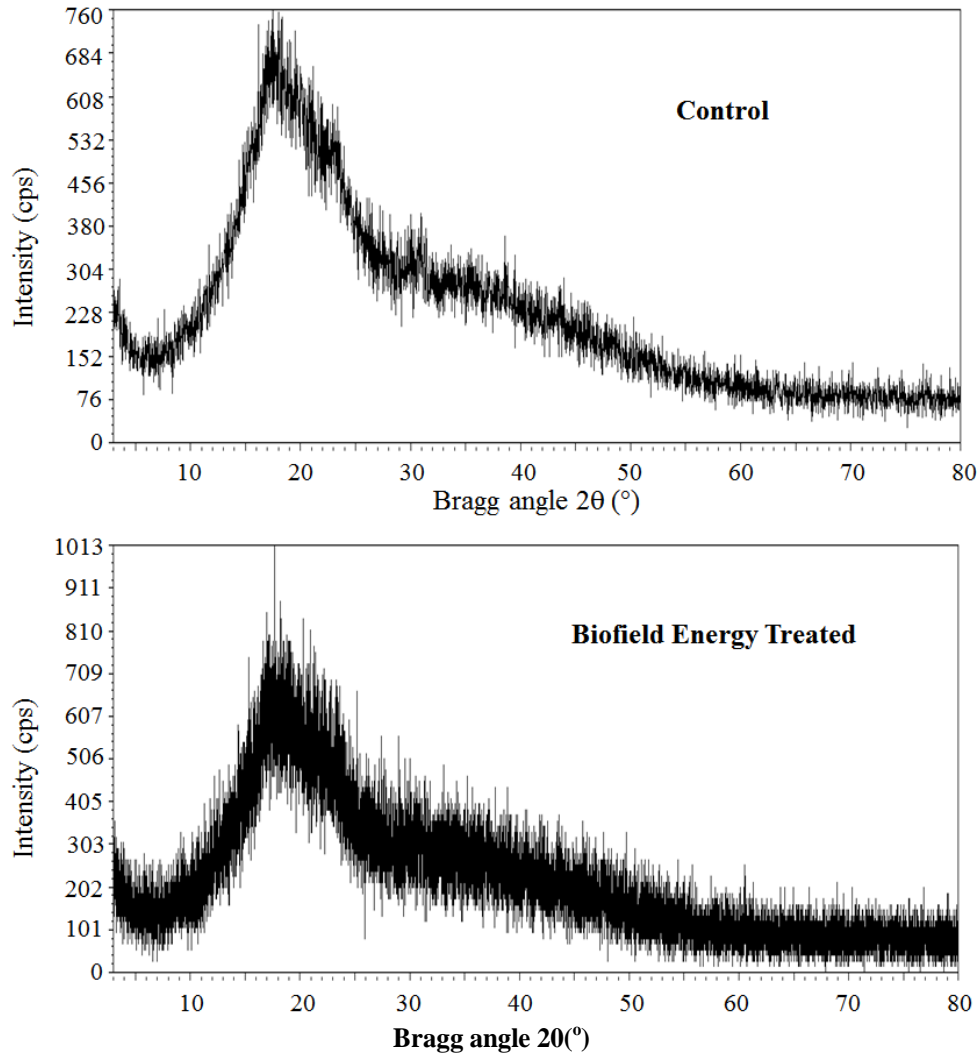 760
684
608
532
456
380
304
228
152
76
0
Intensity (cps)
Control
10 20 30 40 50 60 70 80
Bragg angle 2θ (°)
1013
911
810
709
607
506
405
303
202
101
0
Intensity (cps)
Biofield Energy Treated
10 20 30 40 50 60 70 80
Bragg angle 20(º)